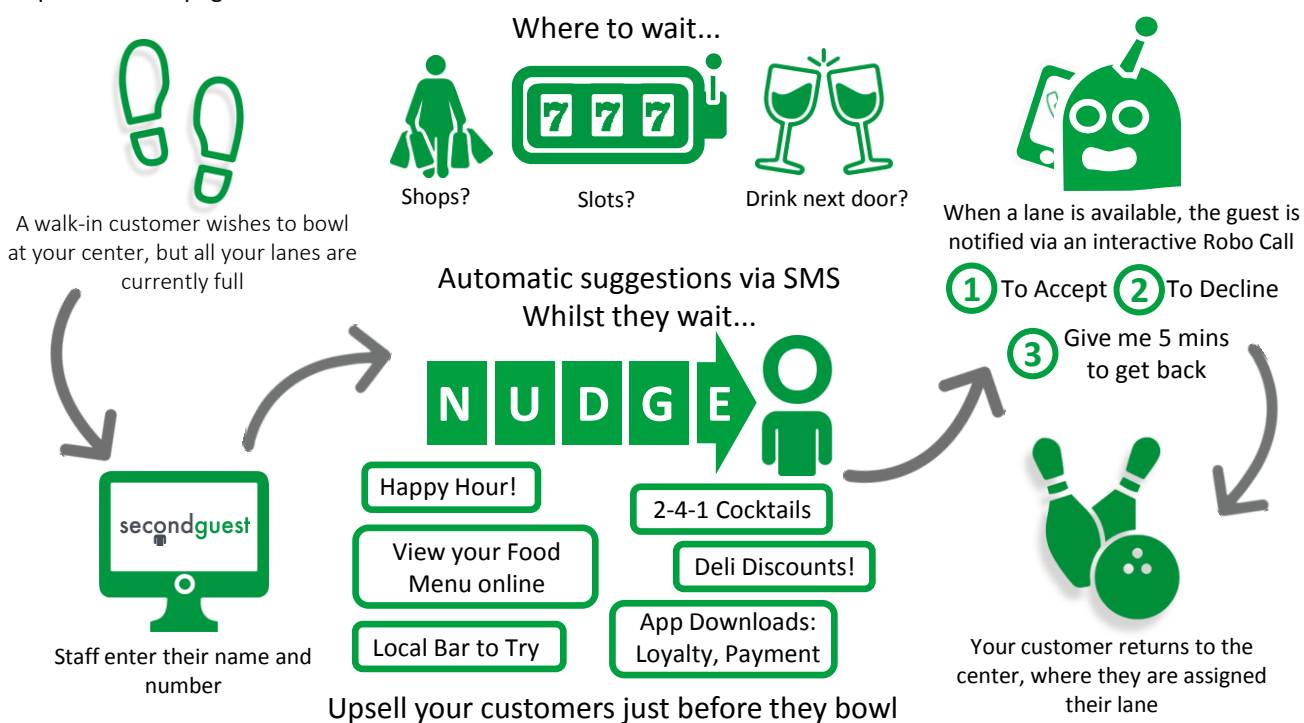 A walk-in customer wishes to bowl
at your center, but all your lanes are
currently full
secondguest
Staff enter their name and
number
Where to wait...
7 7 7
Shops?
Slots?
Drink next door?
Automatic suggestions via SMS
Whilst they wait...
NUDGE
Happy Hour!
2-4-1 Cocktails
View your Food
Menu online
Deli Discounts!
Local Bar to Try
App Downloads:
Loyalty, Payment
Upsell your customers just before they bowl
When a lane is available, the guest is
notified via an interactive Robo Call
1 To Accept 2 To Decline
3 Give me 5 mins
to get back
Your customer returns to the
center, where they are assigned
their lane